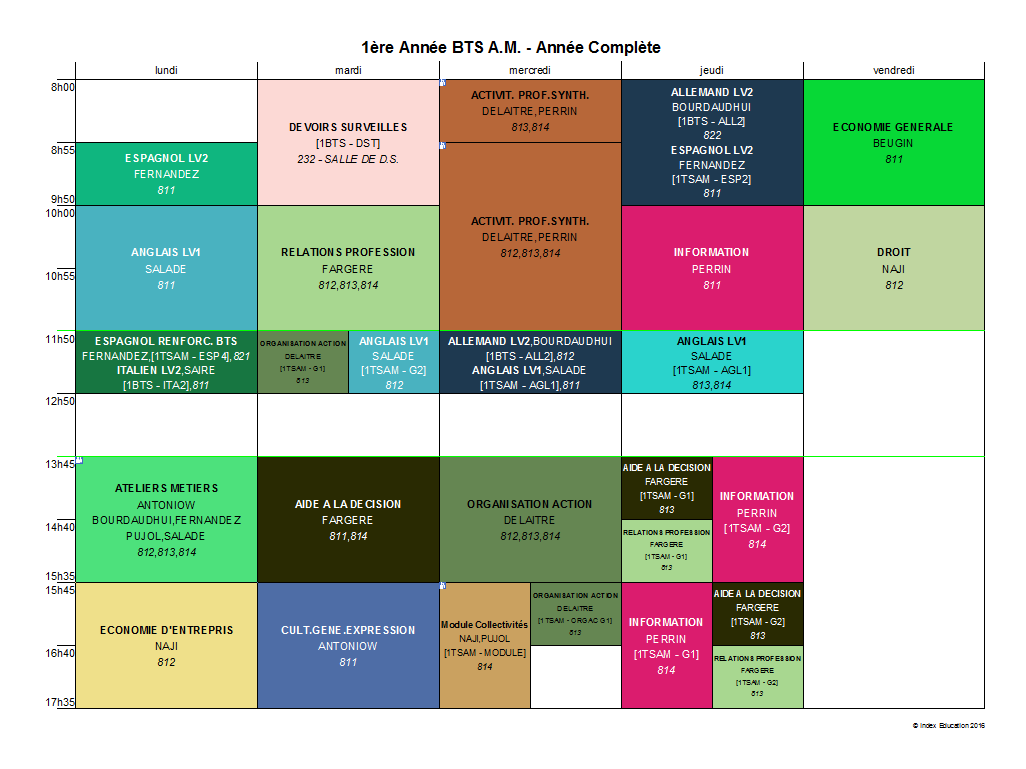 1ère Année BTS A.M. - Année Complète
lundi
mardi
mercredi
jeudi
vendredi
8h00
8h55
9h50
10h00
10h55
11h50
12h50
13h45
14h40
15h35
15h45
16h40
17h35
ESPAGNOL LV2
FERNANDEZ
811
ANGLAIS LV1
SALADE
811
ESPAGNOL RENFORC. BTS
FERNANDEZ,[1TSAM - ESP4], 821
ITALIEN LV2,SAIRE
[1BTS - ITA2],811
ATELIERS METIERS
ANTONIOW
BOURDAUDHUI,FERNANDEZ
PUJOL,SALADE
812,813,814
ECONOMIE D'ENTREPRIS
NAJI
812
DEVOIRS SURVEILLES
[1BTS - DST]
232 - SALLE DE D.S.
RELATIONS PROFESSION
FARGERE
812,813,814
ORGANISATION ACTION
DELAITRE
[1TSAM - G1]
813
ANGLAIS LV1
SALADE
[1TSAM - G2]
812
AIDE A LA DECISION
FARGERE
811,814
CULT.GENE.EXPRESSION
ANTONIOW
811
ACTIVIT. PROF.SYNTH.
DELAITRE,PERRIN
813,814
ACTIVIT. PROF.SYNTH.
DELAITRE,PERRIN
812,813,814
ALLEMAND LV2,BOURDAUDHUI
[1BTS - ALL2],812
ANGLAIS LV1,SALADE
[1TSAM - AGL1],811
ORGANISATION ACTION
DELAITRE
812,813,814
Module Collectivités
NAJI,PUJOL
[1TSAM - MODULE]
814
ORGANISATION ACTION
DELAITRE
[1TSAM - ORGAC G1]
813
ALLEMAND LV2
BOURDAUDHUI
[1BTS - ALL2]
822
ESPAGNOL LV2
FERNANDEZ
[1TSAM - ESP2]
811
INFORMATION
PERRIN
811
ANGLAIS LV1
SALADE
[1TSAM - AGL1]
813,814
AIDE A LA DECISION
FARGERE
[1TSAM - G1]
813
RELATIONS PROFESSION
FARGERE
[1TSAM - G1]
813
INFORMATION
PERRIN
[1TSAM - G2]
814
INFORMATION
PERRIN
[1TSAM - G1]
814
AIDE A LA DECISION
FARGERE
[1TSAM - G2]
813
RELATIONS PROFESSION
FARGERE
[1TSAM - G2]
813
ECONOMIE GENERALE
BEUGIN
811
DROIT
NAJI
812
© Index Education 2016